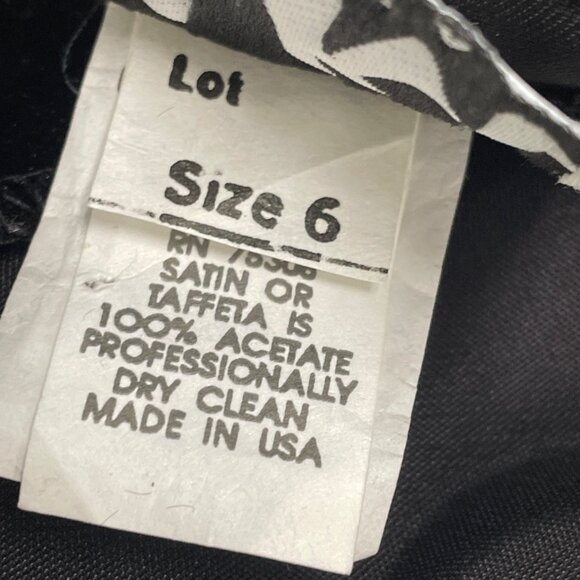 Lot
Size 6
RN
SATIN OR
TAFFETA IS
100% ACETATE
PROFESSIONALLY
DRY CLEAN
MADE IN USA